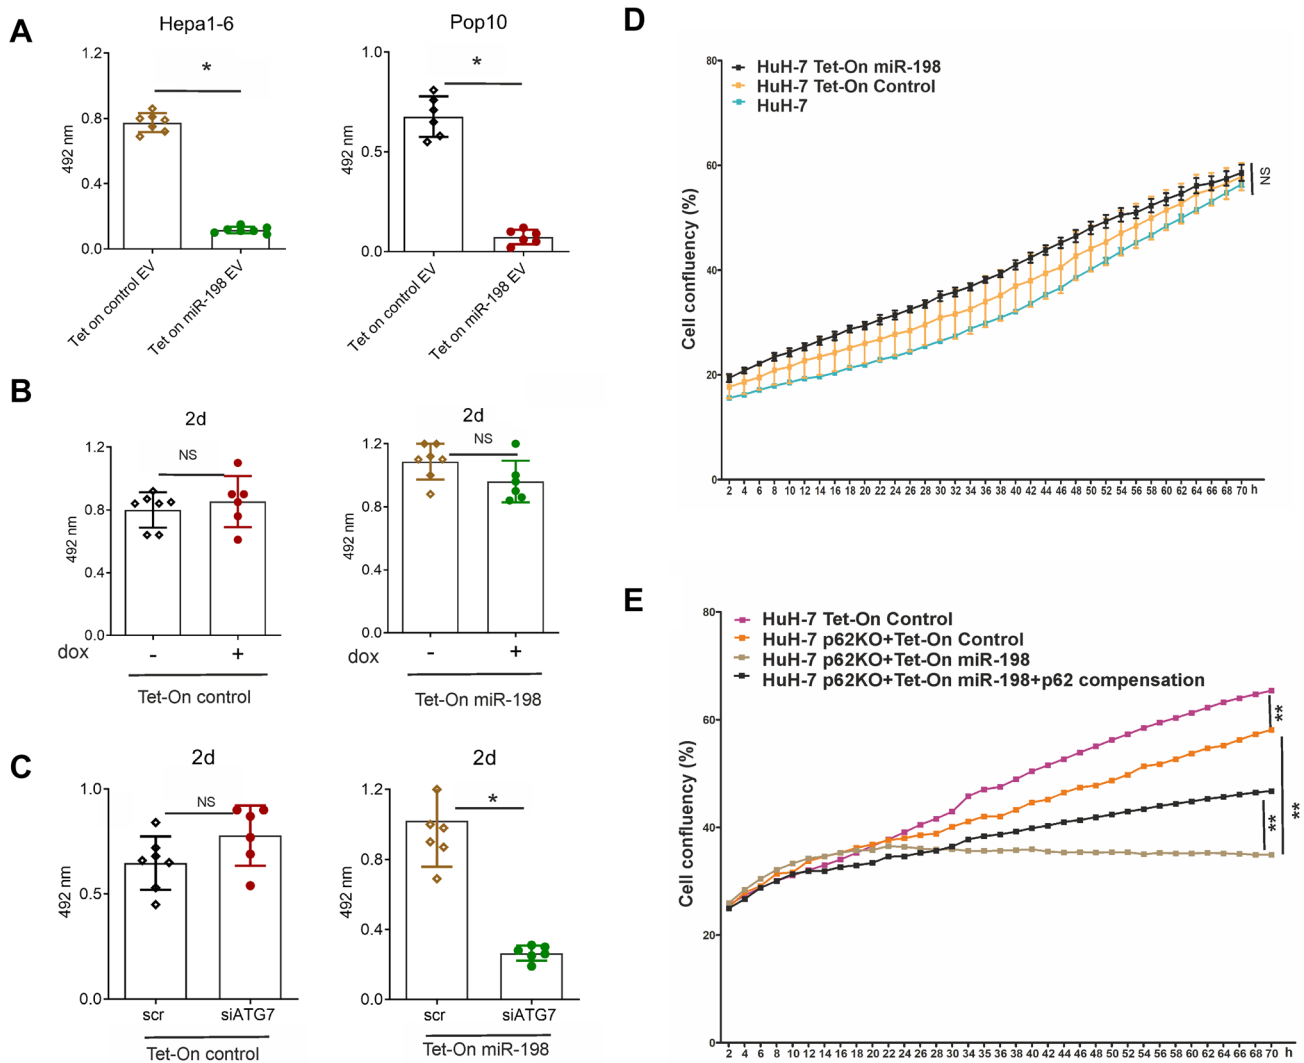 A
Hepa1-6
492 nm
1.2
0.8
0.4
0.0
*
Tet on control EV
Tet on miR-198 EV
Pop10
492 nm
1.0
0.5
0.0
*
Tet on control EV
Tet on miR-198 EV
B
2d
492 nm
1.2
0.8
0.4
0.0
NS
dox
-
+
Tet-On control
2d
492 nm
1.2
0.8
0.4
0.0
NS
dox
-
+
Tet-On miR-198
C
2d
492 nm
1.0
0.5
0.0
NS
scr
siATG7
Tet-On control
2d
492 nm
1.2
0.8
0.4
0.0
*
scr
siATG7
Tet-On miR-198
D
HuH-7 Tet-On miR-198
HuH-7 Tet-On Control
HuH-7
Cell confluency (%)
80
60
40
20
0
NS
2 4 6 8 10 12 14 16 18 20 22 24 26 28 30 32 34 36 38 40 42 44 46 48 50 52 54 56 58 60 62 64 66 68 70 h
E
HuH-7 Tet-On Control
HuH-7 p62KO+Tet-On Control
HuH-7 p62KO+Tet-On miR-198
HuH-7 p62KO+Tet-On miR-198+p62 compensation
Cell confluency (%)
80
60
40
20
0
**
**
**
2 4 6 8 10 12 14 16 18 20 22 24 26 28 30 32 34 36 38 40 42 44 46 48 50 52 54 56 58 60 62 64 66 68 70 h